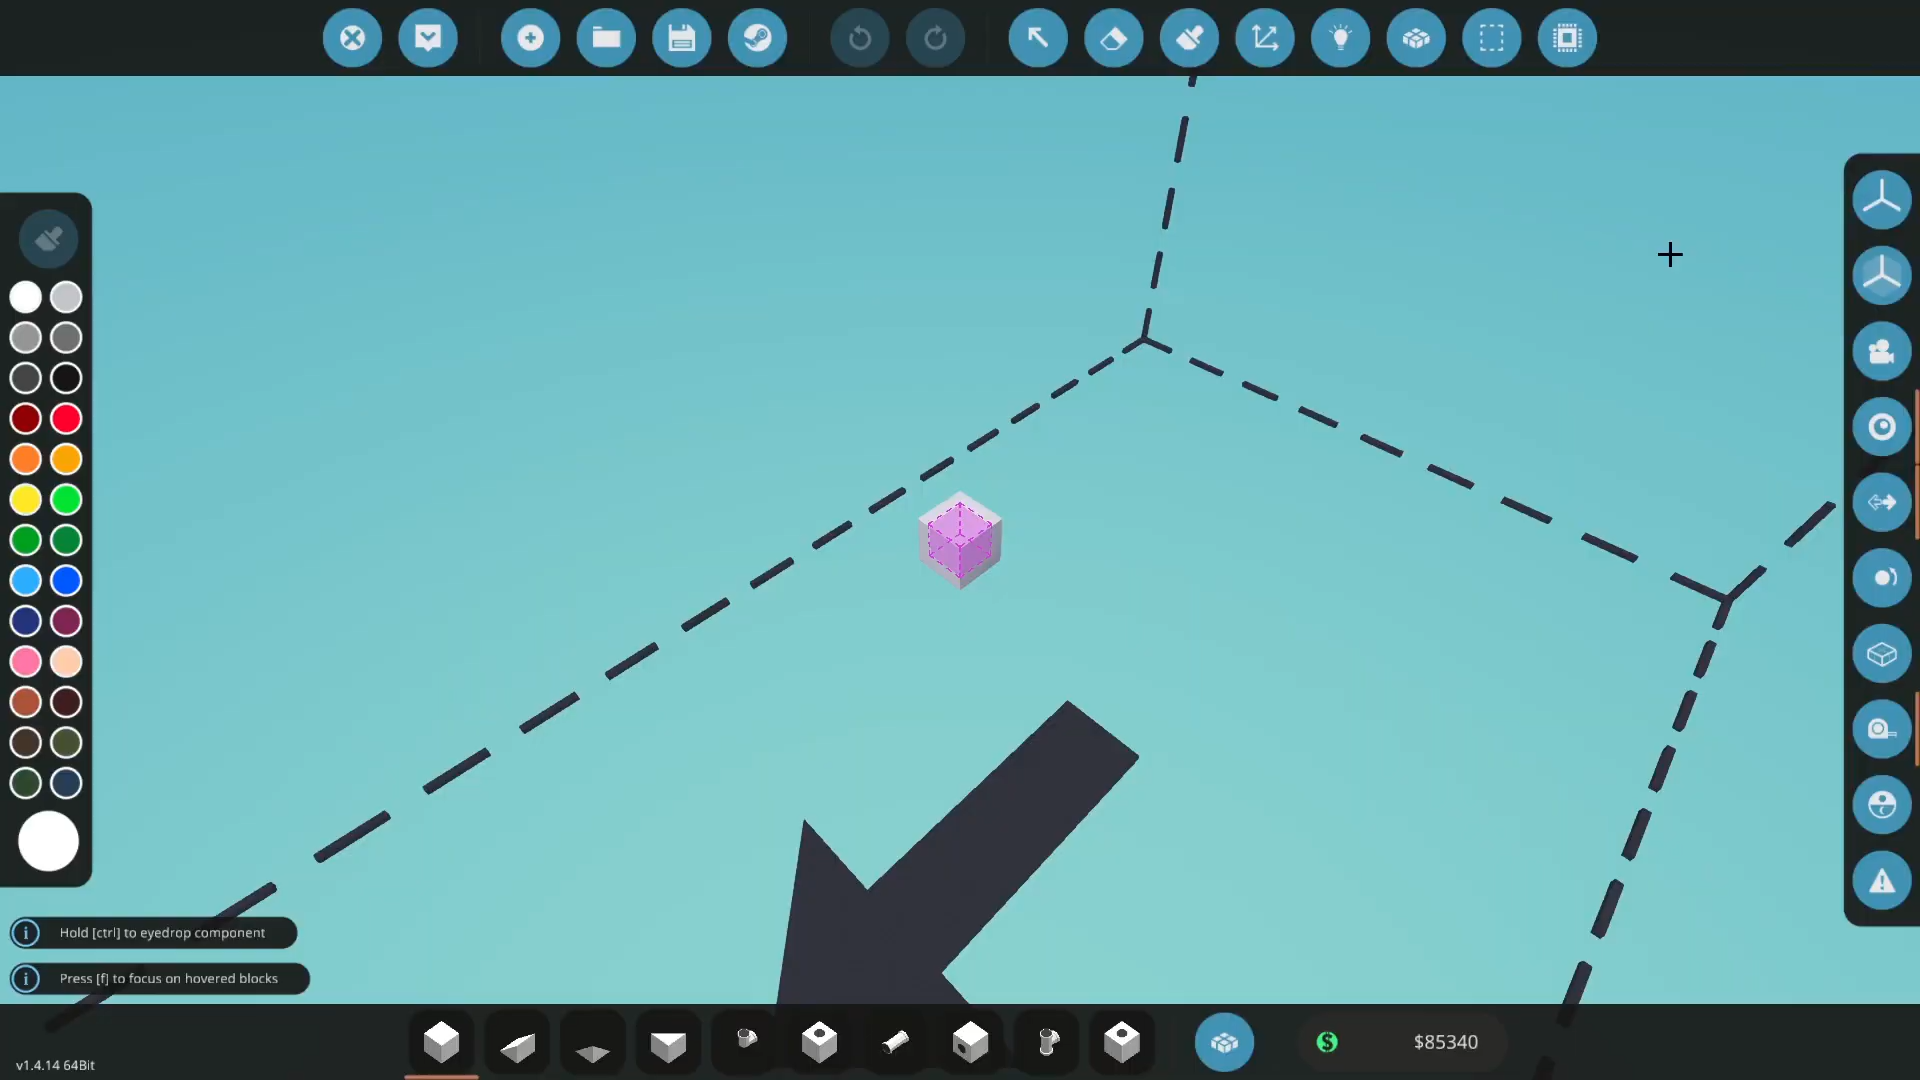 Hold [ctrl] to eyedrop component
Press [f] to focus on hovered blocks
v1.4.14 64Bit
$85340